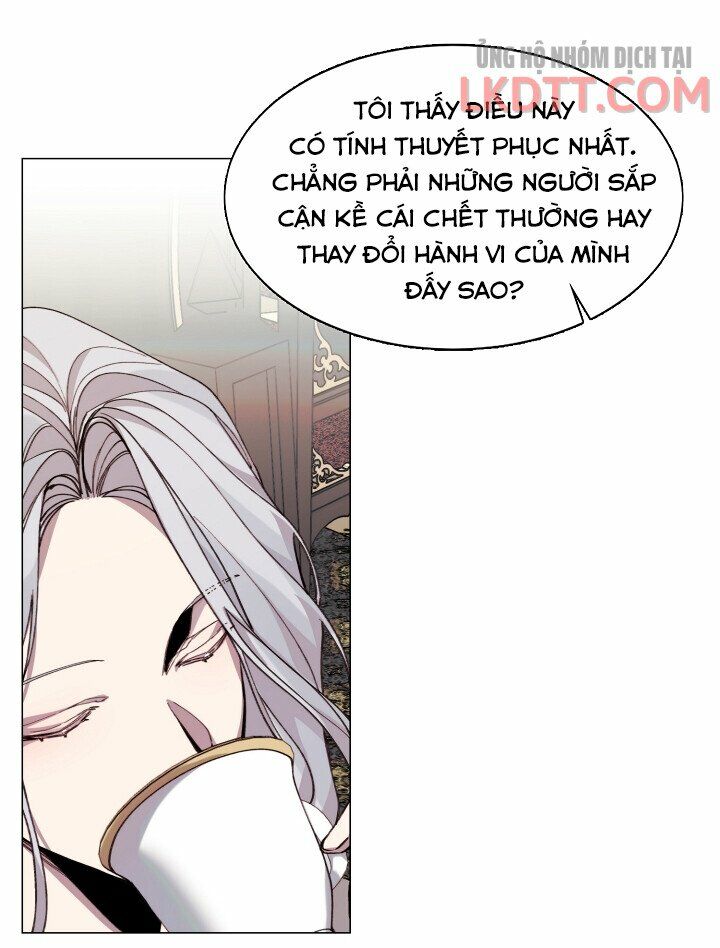 ỦNG HỘ NHÓM DỊCH TẠI
LKDTT.COM
TÔI THẤY ĐIỀU NÀY
CÓ TÍNH THUYẾT PHỤC NHẤT.
CHẲNG PHẢI NHỮNG NGƯỜI SẮP
CẬN KỀ CÁI CHẾT THƯỜNG HAY
THAY ĐỔI HÀNH VI CỦA MÌNH
ĐẤY SAO?